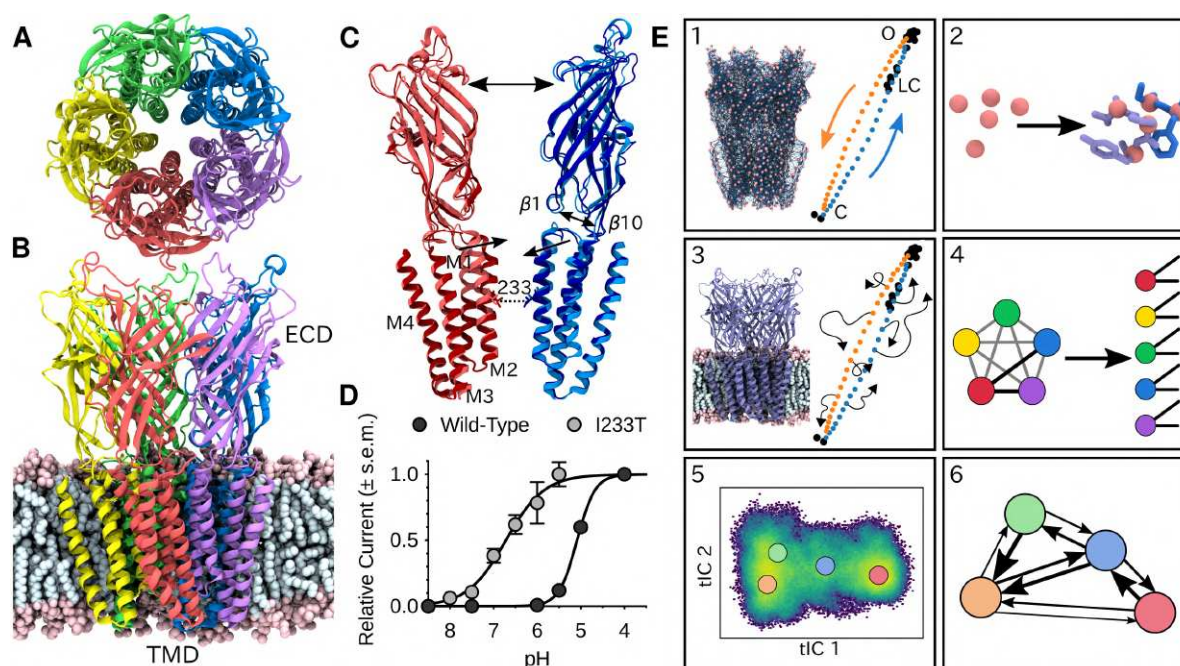 A
B
ECD
TMD
C
β1
β10
M1
233
M4
M2
M3
D
Wild-Type
I233T
Relative Current (± s.e.m.)
1.0
0.5
0.0
8 7 6 5 4
pH
E
1
O
LC
C
2
3
4
5
tIC 2
tIC 1
6